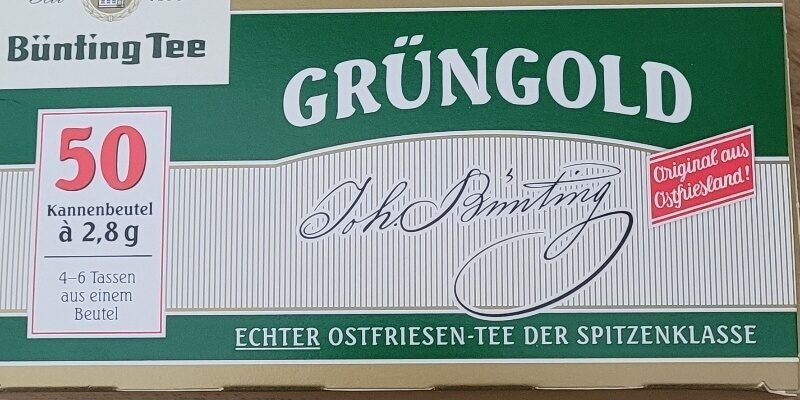 Bünting Tee
GRÜNGOLD
50
Kannenbeutel
à 2,8 g
4–6 Tassen
aus einem
Beutel
Joh. Bünting
Original aus
Ostfriesland!
ECHTER OSTFRIESEN-TEE DER SPITZENKLASSE